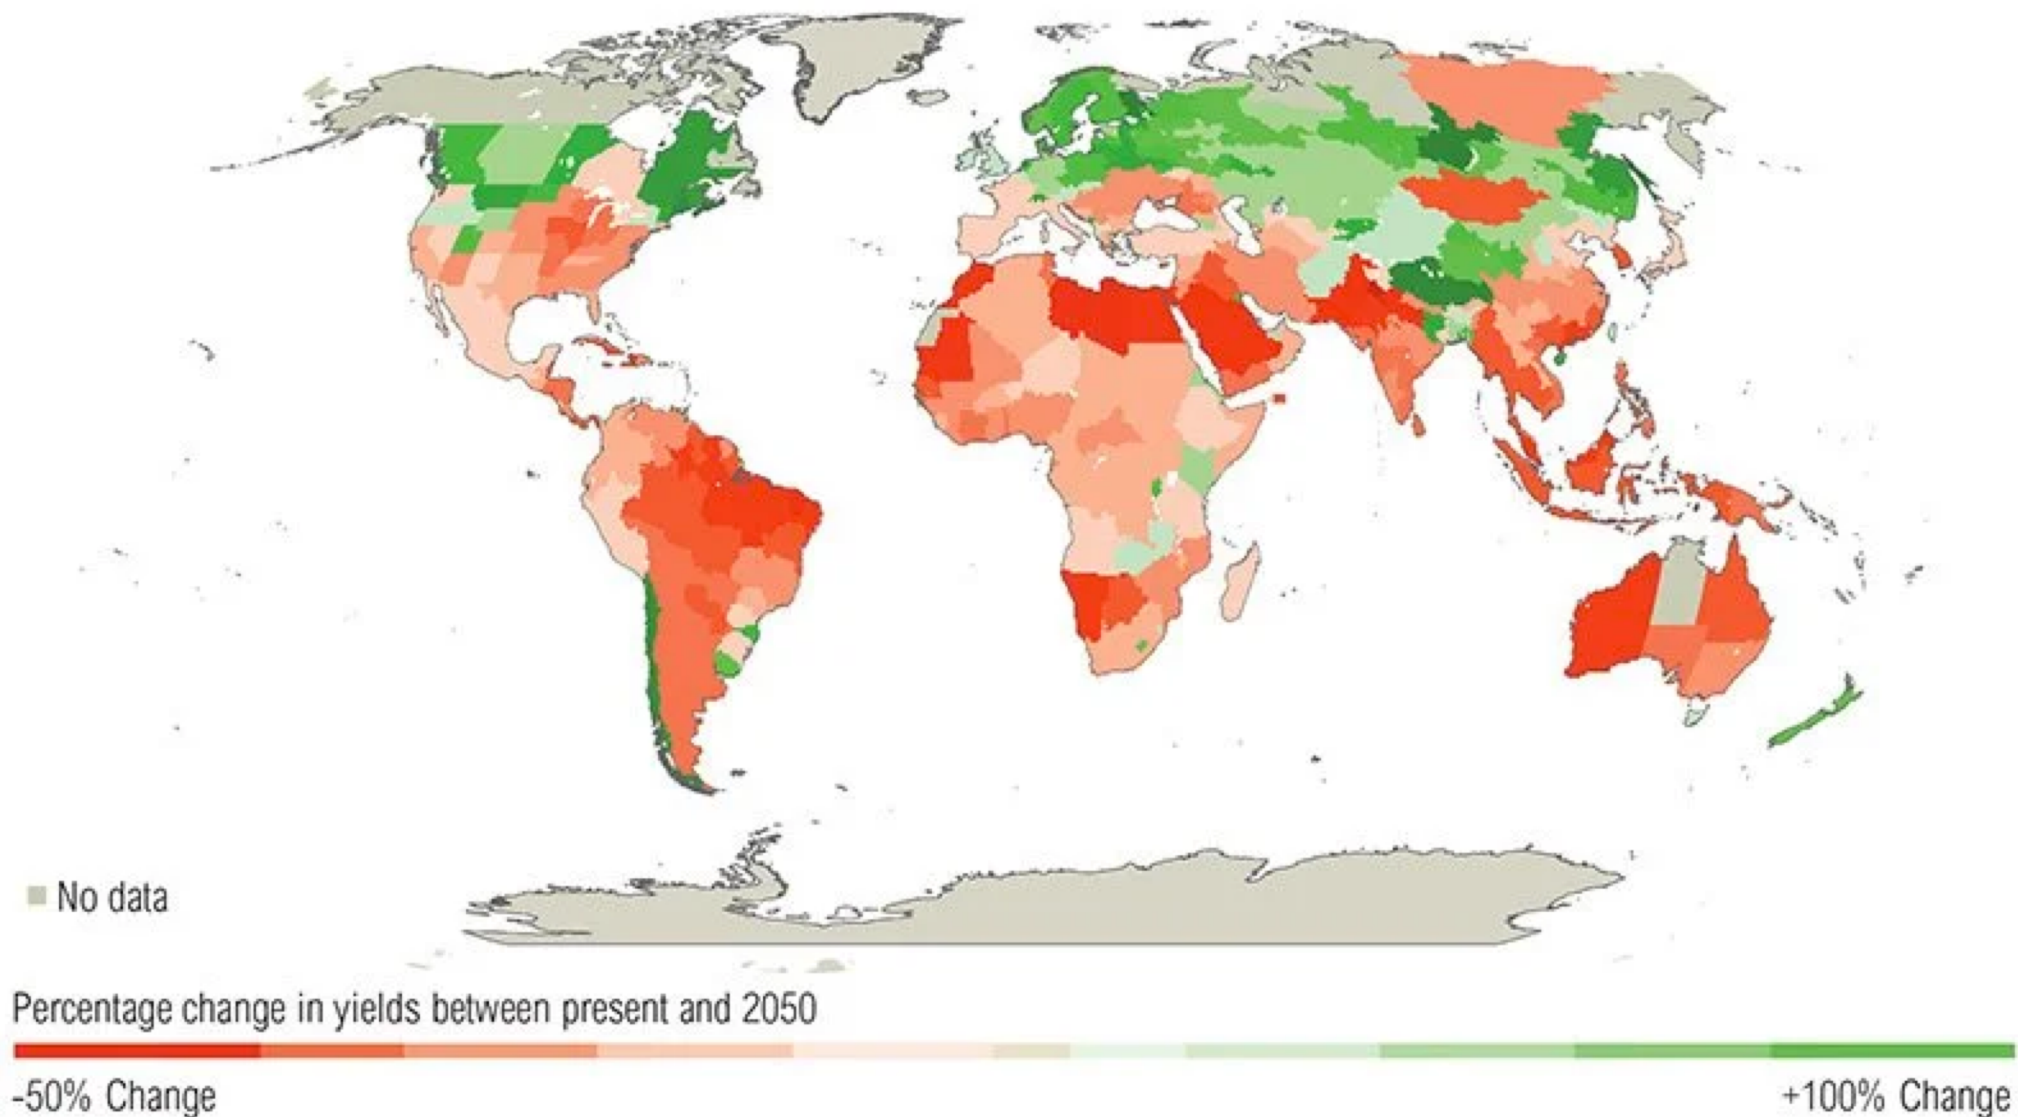 No data
Percentage change in yields between present and 2050
-50% Change
+100% Change